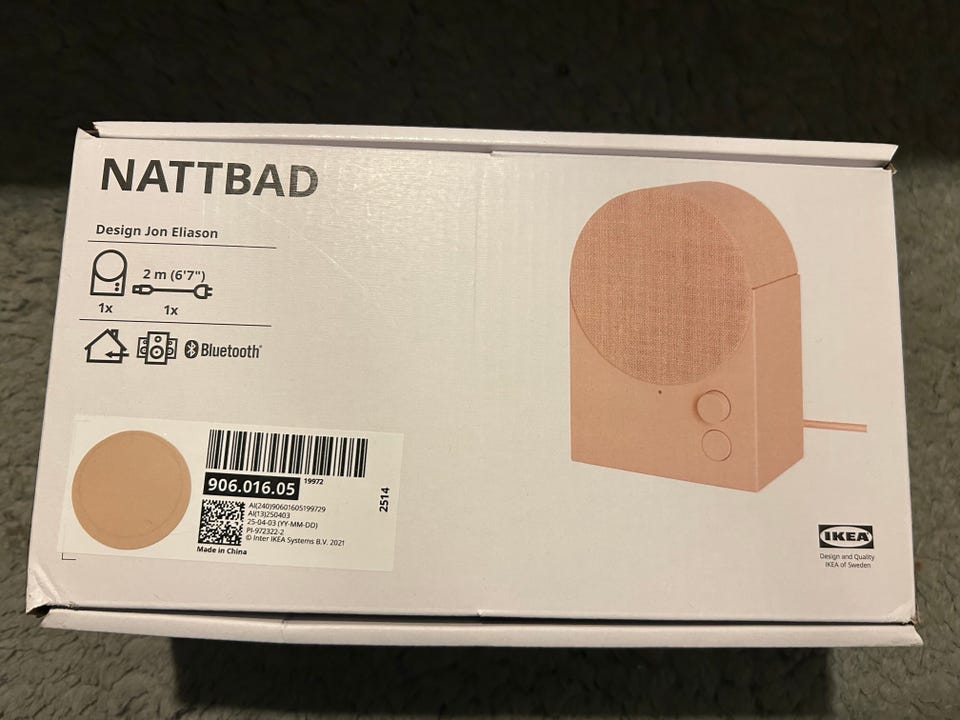 NATTBAD
Design Jon Eliason
2 m (6'7")
1x
1x
Bluetooth®
906.016.05
19972
2514
AI(240)90601605199729
AI(13)250403
25-04-03 (YY-MM-DD)
PI-972322-2
© Inter IKEA Systems B.V. 2021
Made in China
IKEA
Design and Quality
IKEA of Sweden